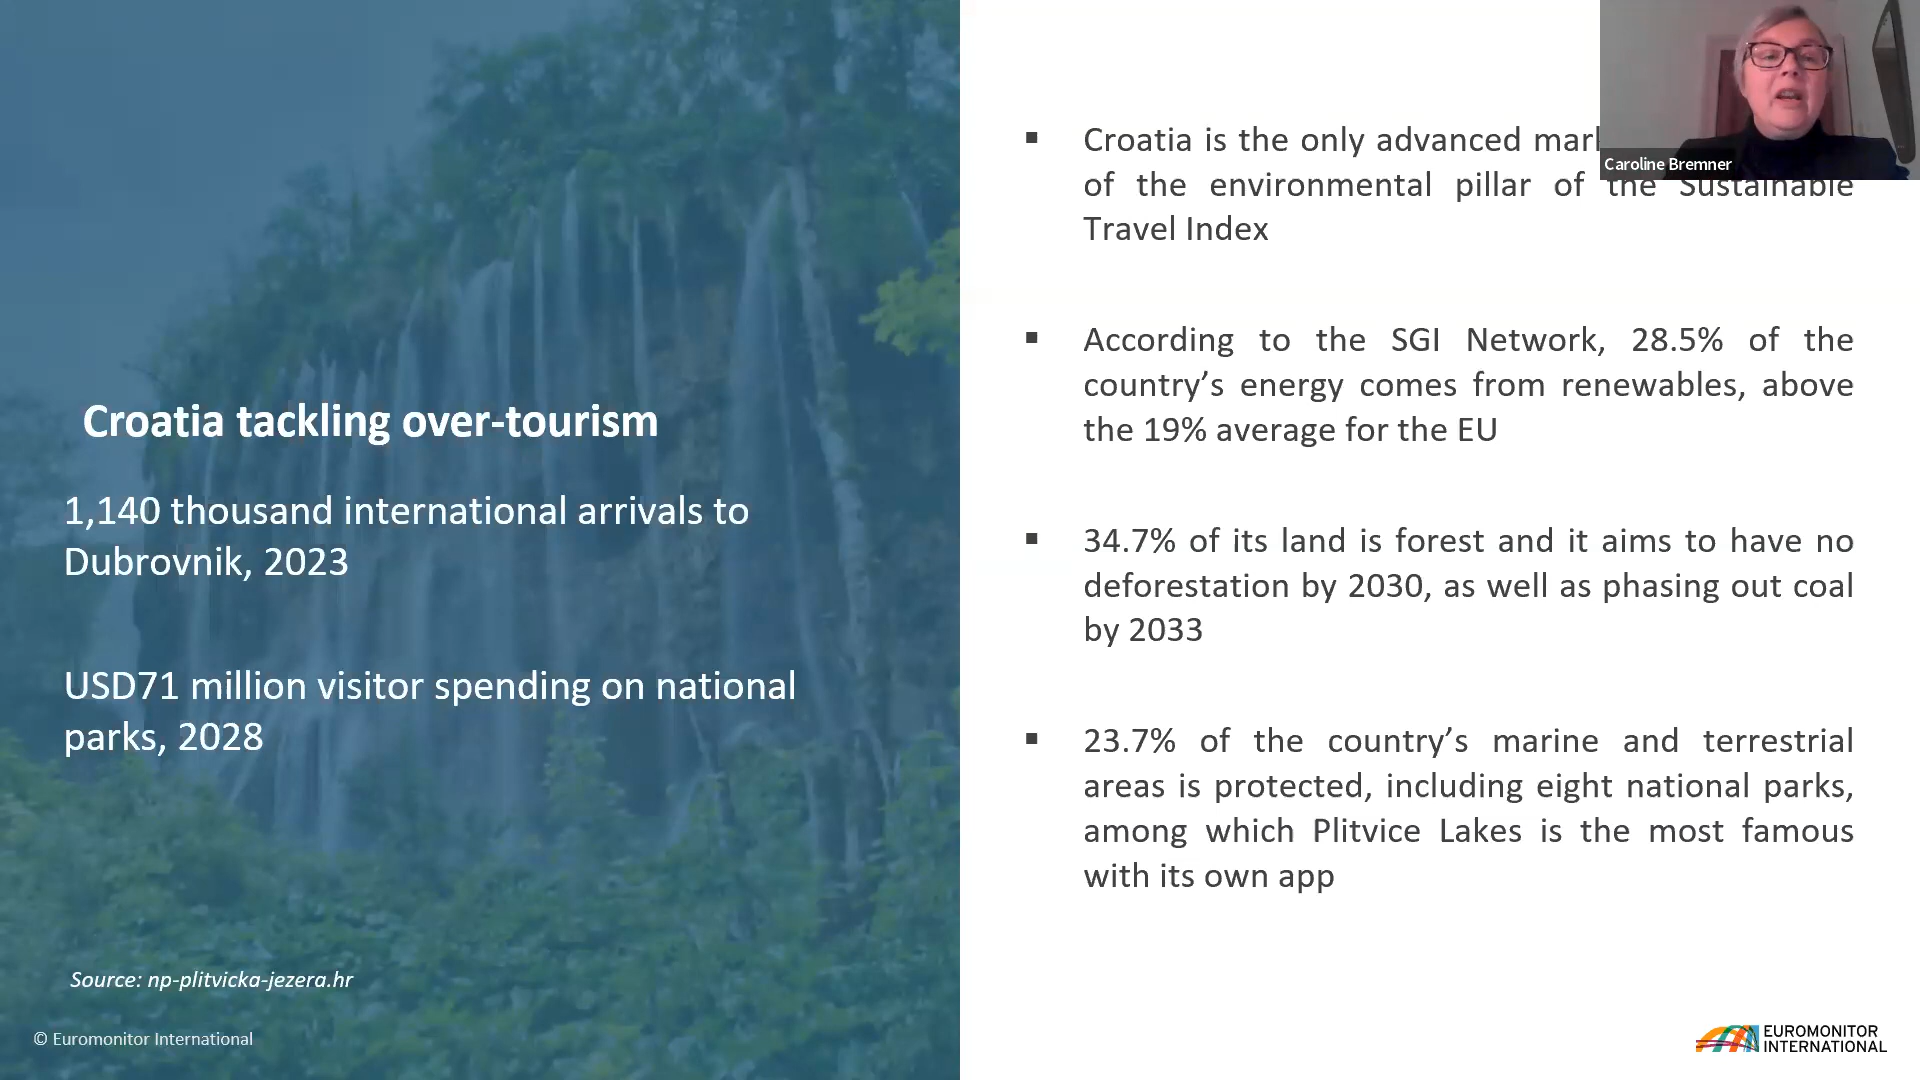 Croatia tackling over-tourism
1,140 thousand international arrivals to
Dubrovnik, 2023
USD71 million visitor spending on national
parks, 2028
Source: np-plitvicka-jezera.hr
© Euromonitor International
▪ Croatia is the only advanced
of the environmental pillar of the Sustainable
Travel Index
▪ According to the SGI Network, 28.5% of the
country’s energy comes from renewables, above
the 19% average for the EU
▪ 34.7% of its land is forest and it aims to have no
deforestation by 2030, as well as phasing out coal
by 2033
▪ 23.7% of the country’s marine and terrestrial
areas is protected, including eight national parks,
among which Plitvice Lakes is the most famous
with its own app
Caroline Bremner
EUROMONITOR
INTERNATIONAL